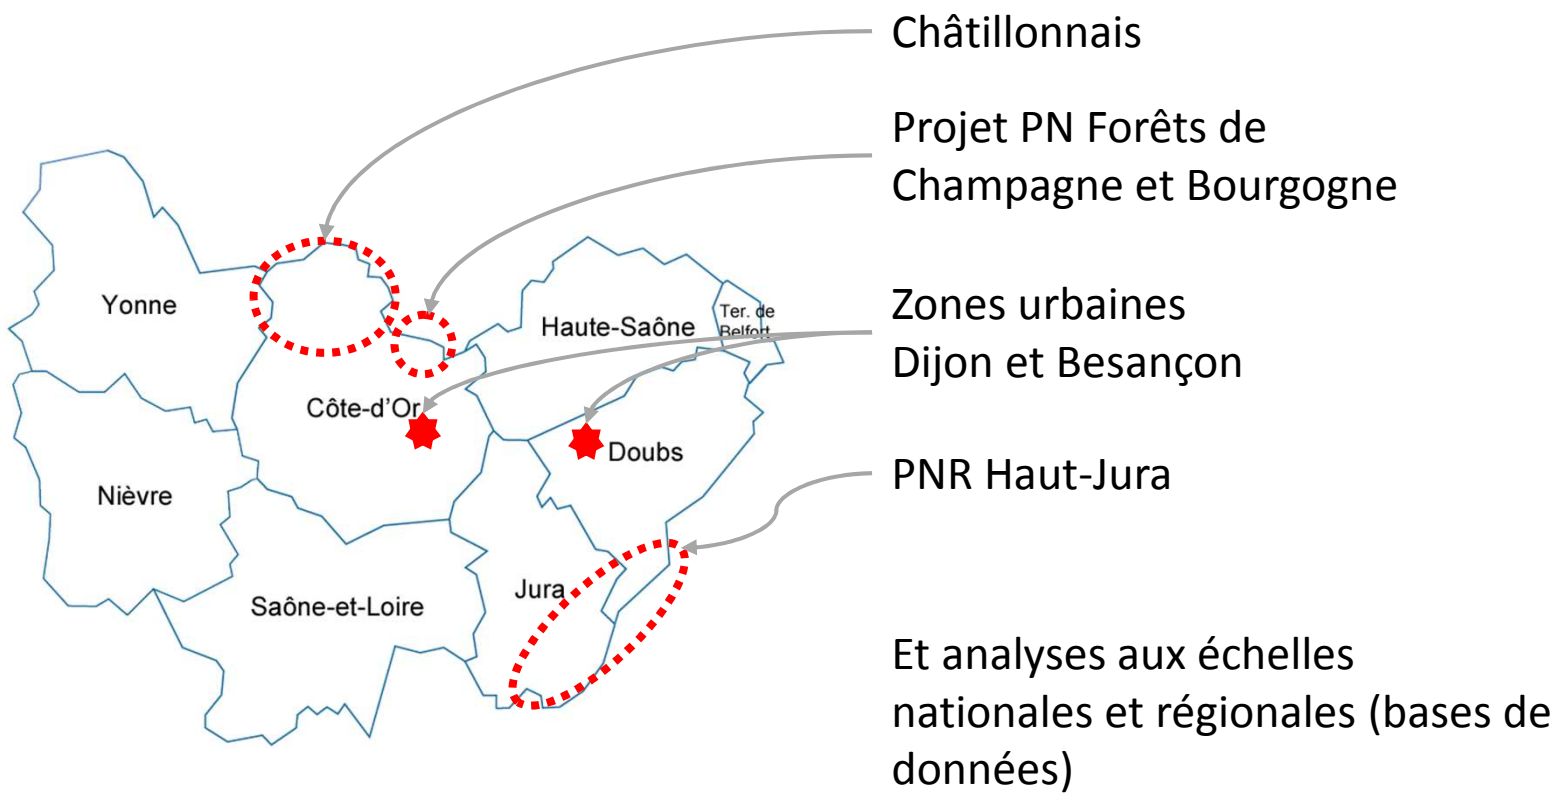 Châtillonnais
Projet PN Forêts de
Champagne et Bourgogne
Zones urbaines
Dijon et Besançon
PNR Haut-Jura
Et analyses aux échelles
nationales et régionales (bases de
données)
Yonne
Haute-Saône
Ter. de
Belfort
Côte-d'Or
Doubs
Nièvre
Jura
Saône-et-Loire